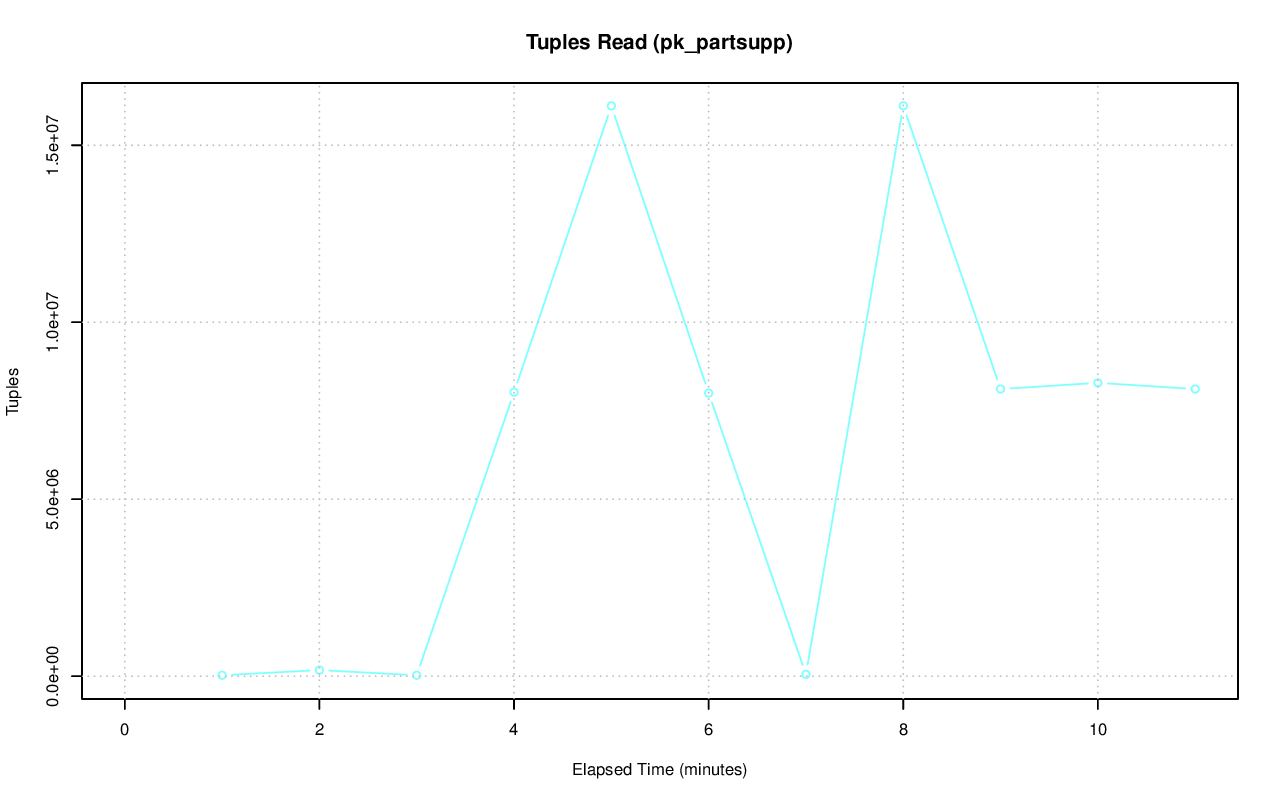 Tuples Read (pk_partsupp)
Tuples
1.5e+07
1.0e+07
5.0e+06
0.0e+00
0 2 4 6 8 10
Elapsed Time (minutes)